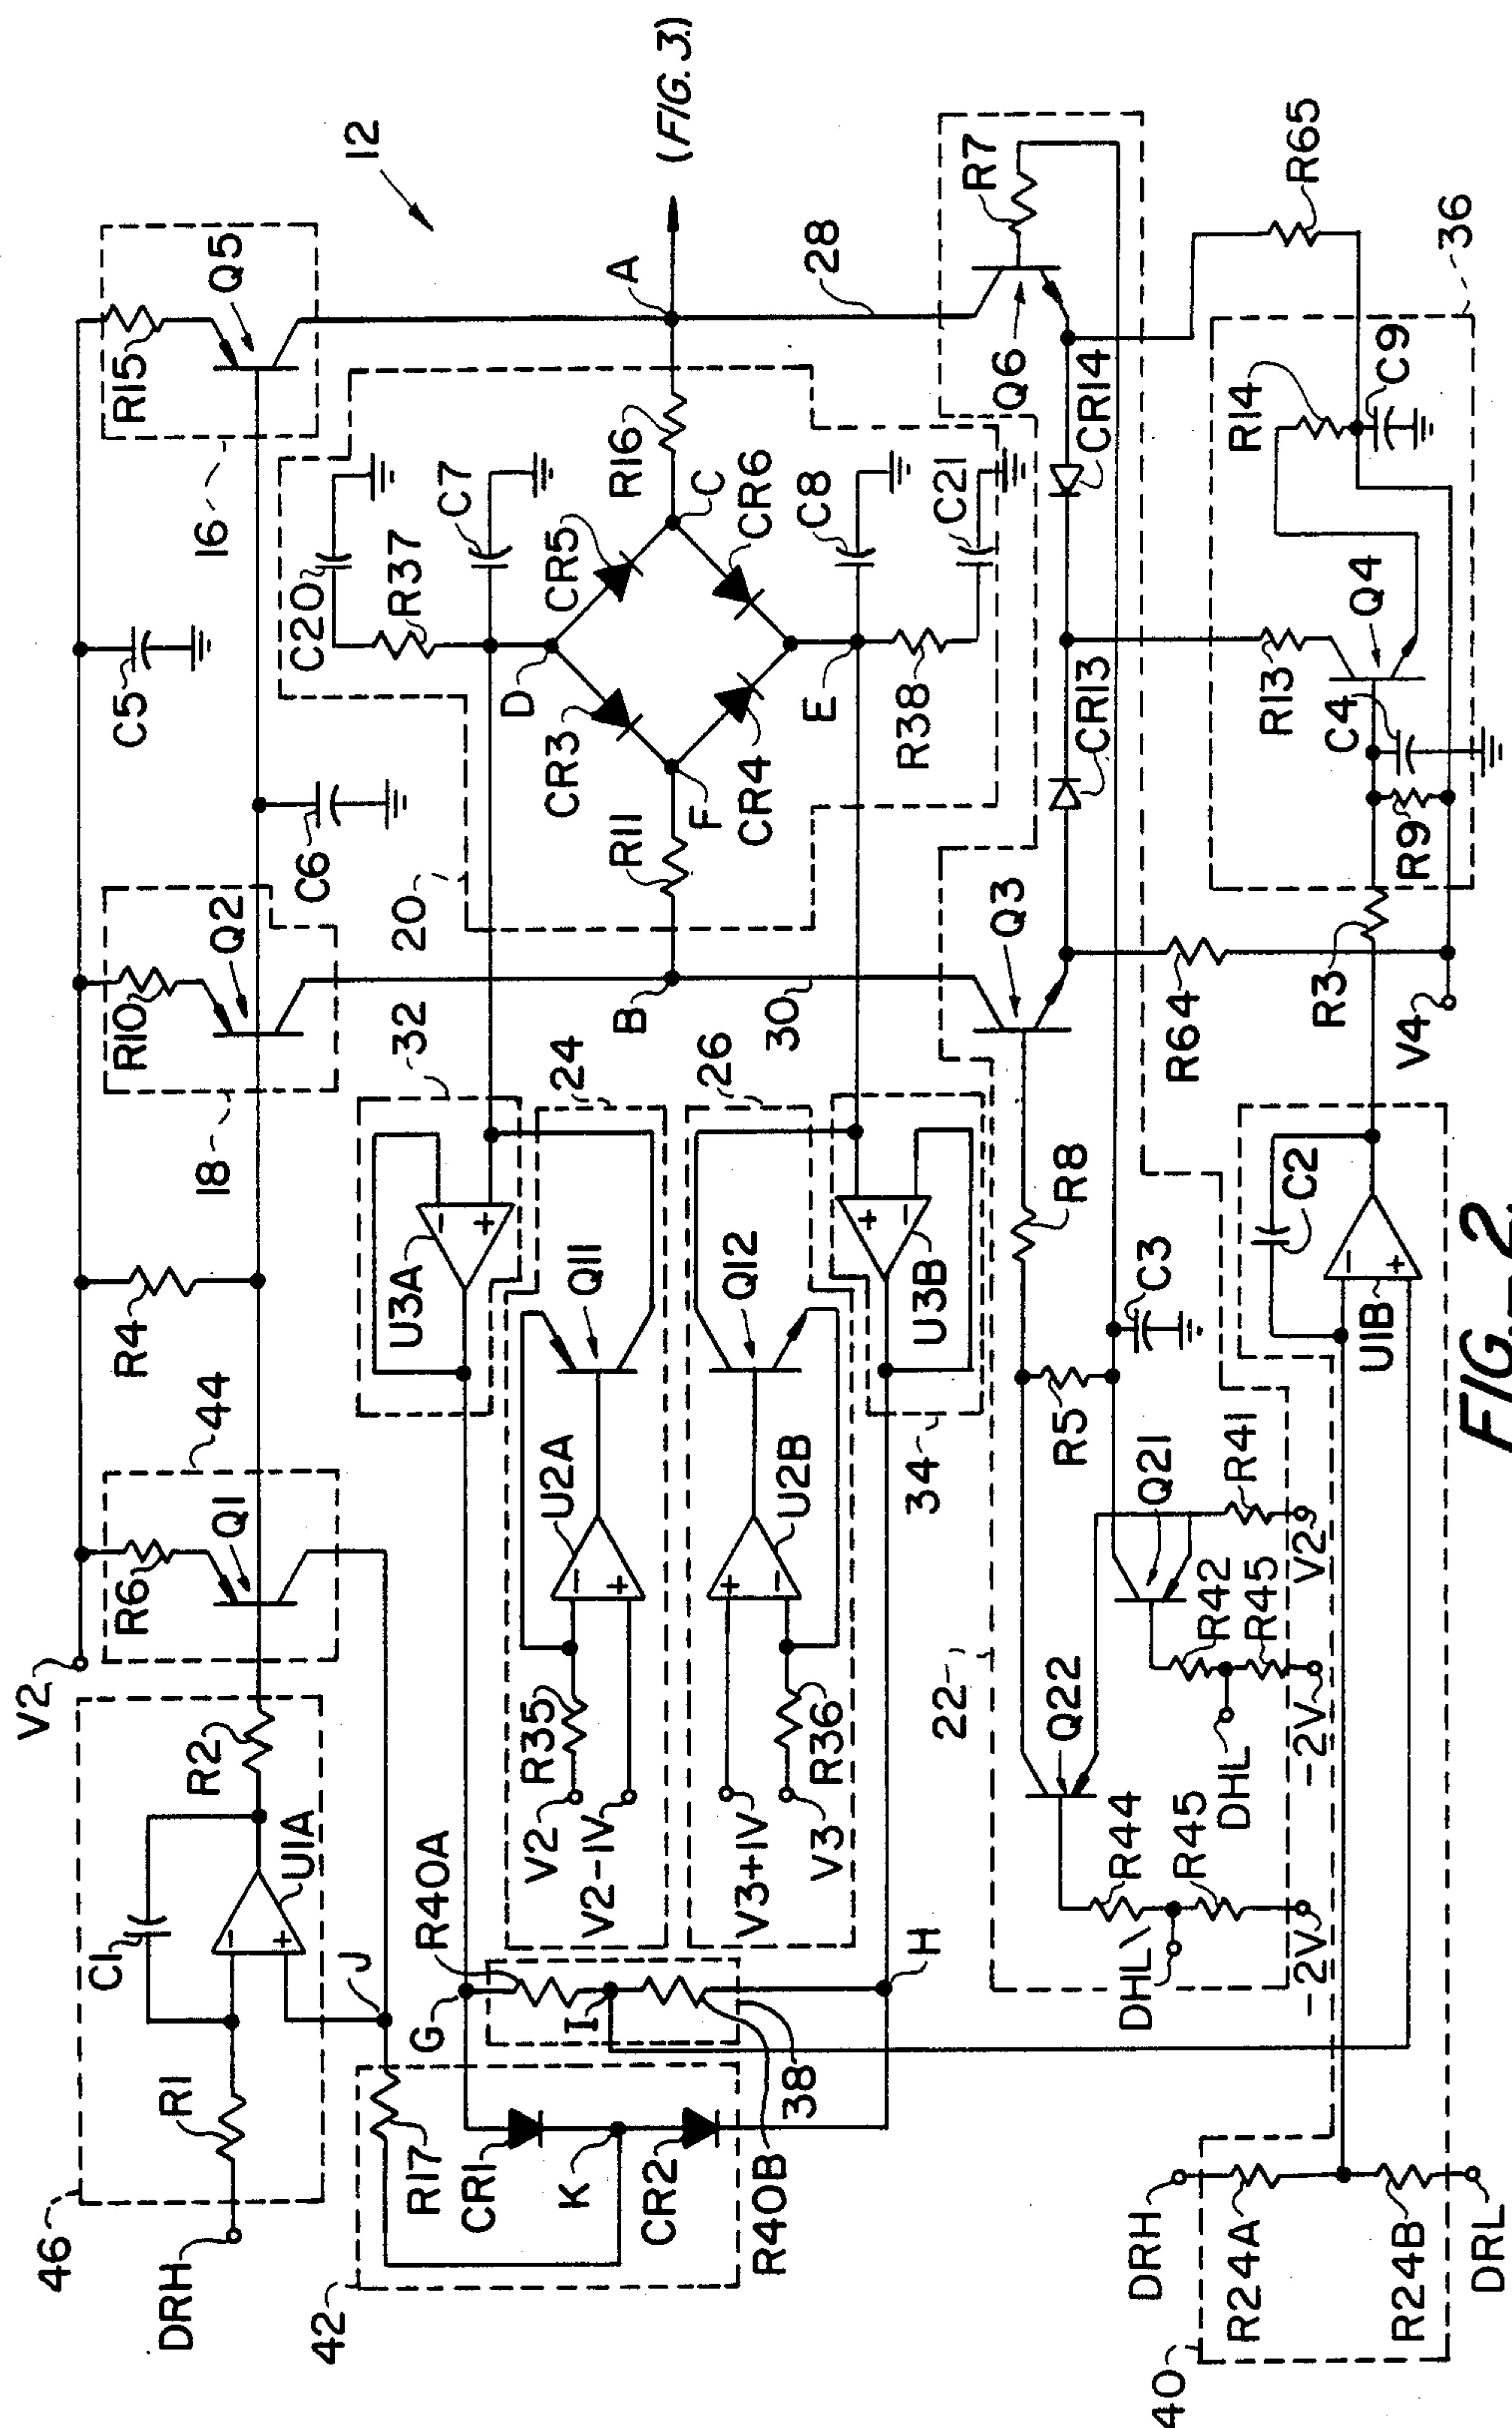 12
(FIG. 3.)
V2
R6
Q1
44
R4
18
R10
Q2
C6
C5
16
R15
Q5
46
DRH
R1
C1
U1A
R2
J
42
R17
CR1
K
CR2
R40B
38
G
I
H
R40A
V2
V2-1V
R35
U2A
Q11
24
U3A
32
V3+1V
V3
R36
U2B
Q12
26
U3B
34
B
30
20
R11
F
CR3
CR4
D
E
CR5
CR6
C
R16
C20
R37
C7
C8
C21
R38
A
28
22
DHL\
R44
R45
-2V
Q22
DHL
R42
R45
-2V
Q21
R41
V2
R5
C3
R8
Q3
CR13
CR14
Q6
R7
R64
R65
40
DRH
R24A
R24B
DRL
U1B
C2
R3
V4
R9
C4
R13
Q4
R14
C9
36
FIG. 2.